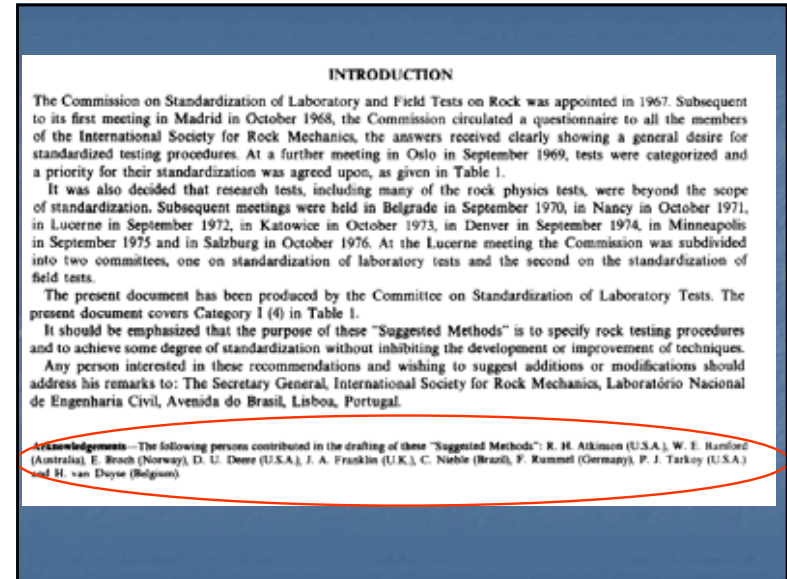 INTRODUCTION
The Commission on Standardization of Laboratory and Field Tests on Rock was appointed in 1967. Subsequent
to its first meeting in Madrid in October 1968, the Commission circulated a questionnaire to all the members
of the International Society for Rock Mechanics, the answers received clearly showing a general desire for
standardized testing procedures. At a further meeting in Oslo in September 1969, tests were categorized and
a priority for their standardization was agreed upon, as given in Table 1.
It was also decided that research tests, including many of the rock physics tests, were beyond the scope
of standardization. Subsequent meetings were held in Belgrade in September 1970, in Nancy in October 1971,
in Lucerne in September 1972, in Katowice in October 1973, in Denver in September 1974, in Minneapolis
in September 1975 and in Salzburg in October 1976. At the Lucerne meeting the Commission was subdivided
into two committees, one on standardization of laboratory tests and the second on the standardization of
field tests.
The present document has been produced by the Committee on Standardization of Laboratory Tests. The
present document covers Category I (4) in Table 1.
It should be emphasized that the purpose of these "Suggested Methods" is to specify rock testing procedures
and to achieve some degree of standardization without inhibiting the development or improvement of techniques.
Any person interested in these recommendations and wishing to suggest additions or modifications should
address his remarks to: The Secretary General, International Society for Rock Mechanics, Laboratório Nacional
de Engenharia Civil, Avenida do Brasil, Lisboa, Portugal.
Acknowledgements—The following persons contributed in the drafting of these "Suggested Methods": R. H. Atkinson (U.S.A.), W. E. Bamford
(Australia), E. Broch (Norway), D. U. Deere (U.S.A.), J. A. Franklin (U.K.), C. Nieble (Brazil), F. Rummel (Germany), P. J. Tarkoy (U.S.A.)
and H. van Duyse (Belgium).